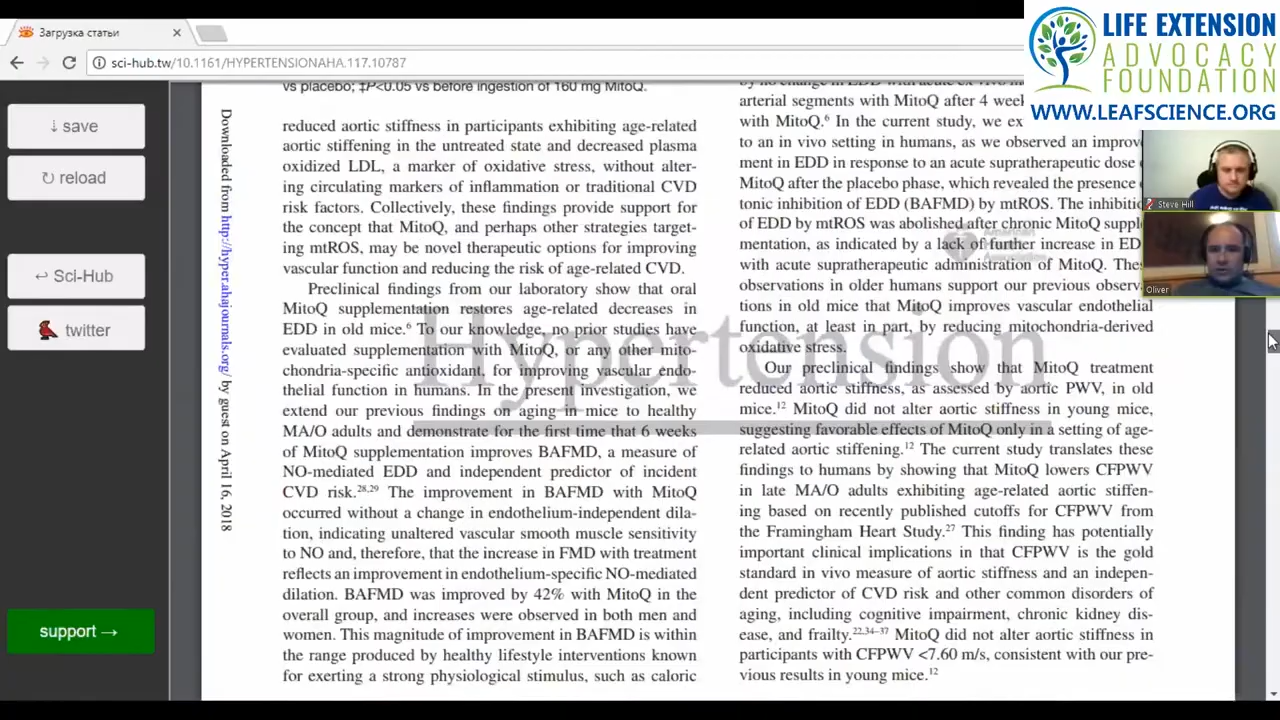 Загрузка статьи
sci-hub.tw/10.1161/HYPERTENSIONAHA.117.10787
LIFE EXTENSION
ADVOCACY
FOUNDATION
WWW.LEAFSCIENCE.ORG
Steve Hill
Oliver
↓ save
↻ reload
↩ Sci-Hub
twitter
support →
Downloaded from http://hyper.ahajournals.org/ by guest on April 16, 2018
Hypertension
vs placebo; ‡P<0.05 vs before ingestion of 160 mg MitoQ.
reduced aortic stiffness in participants exhibiting age-related
aortic stiffening in the untreated state and decreased plasma
oxidized LDL, a marker of oxidative stress, without alter-
ing circulating markers of inflammation or traditional CVD
risk factors. Collectively, these findings provide support for
the concept that MitoQ, and perhaps other strategies target-
ing mtROS, may be novel therapeutic options for improving
vascular function and reducing the risk of age-related CVD.
Preclinical findings from our laboratory show that oral
MitoQ supplementation restores age-related decreases in
EDD in old mice.6 To our knowledge, no prior studies have
evaluated supplementation with MitoQ, or any other mito-
chondria-specific antioxidant, for improving vascular endo-
thelial function in humans. In the present investigation, we
extend our previous findings on aging in mice to healthy
MA/O adults and demonstrate for the first time that 6 weeks
of MitoQ supplementation improves BAFMD, a measure of
NO-mediated EDD and independent predictor of incident
CVD risk.28,29 The improvement in BAFMD with MitoQ
occurred without a change in endothelium-independent dila-
tion, indicating unaltered vascular smooth muscle sensitivity
to NO and, therefore, that the increase in FMD with treatment
reflects an improvement in endothelium-specific NO-mediated
dilation. BAFMD was improved by 42% with MitoQ in the
overall group, and increases were observed in both men and
women. This magnitude of improvement in BAFMD is within
the range produced by healthy lifestyle interventions known
for exerting a strong physiological stimulus, such as caloric
arterial segments with MitoQ after 4 week
with MitoQ.6 In the current study, we ex
to an in vivo setting in humans, as we observed an improve-
ment in EDD in response to an acute supratherapeutic dose
MitoQ after the placebo phase, which revealed the presence
tonic inhibition of EDD (BAFMD) by mtROS. The inhibiti
of EDD by mtROS was abolished after chronic MitoQ suppl
mentation, as indicated by a lack of further increase in ED
with acute supratherapeutic administration of MitoQ. Thes
observations in older humans support our previous observa
tions in old mice that MitoQ improves vascular endothelial
function, at least in part, by reducing mitochondria-derived
oxidative stress.
Our preclinical findings show that MitoQ treatment
reduced aortic stiffness, as assessed by aortic PWV, in old
mice.12 MitoQ did not alter aortic stiffness in young mice,
suggesting favorable effects of MitoQ only in a setting of age-
related aortic stiffening.12 The current study translates these
findings to humans by showing that MitoQ lowers CFPWV
in late MA/O adults exhibiting age-related aortic stiffen-
ing based on recently published cutoffs for CFPWV from
the Framingham Heart Study.27 This finding has potentially
important clinical implications in that CFPWV is the gold
standard in vivo measure of aortic stiffness and an indepen-
dent predictor of CVD risk and other common disorders of
aging, including cognitive impairment, chronic kidney dis-
ease, and frailty.22,34–37 MitoQ did not alter aortic stiffness in
participants with CFPWV <7.60 m/s, consistent with our pre-
vious results in young mice.12